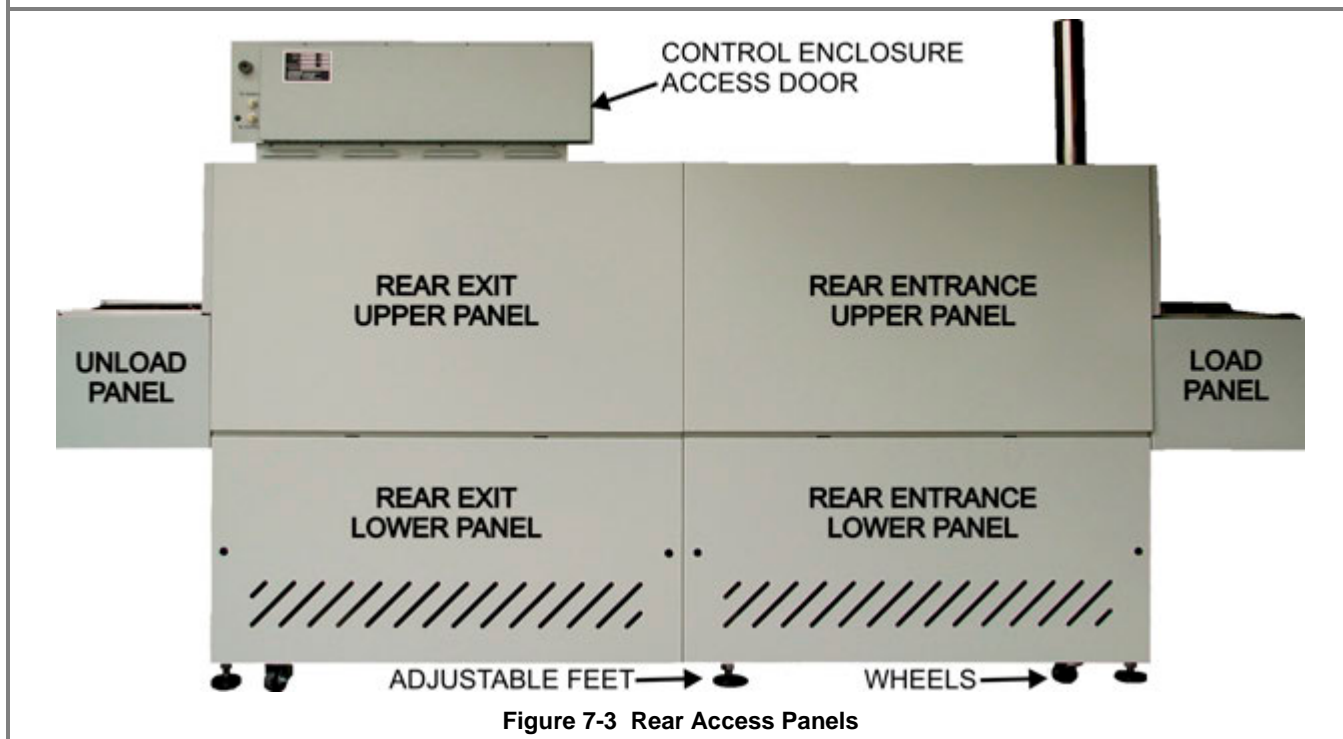 CONTROL ENCLOSURE
ACCESS DOOR
REAR EXIT
UPPER PANEL
REAR ENTRANCE
UPPER PANEL
UNLOAD
PANEL
LOAD
PANEL
REAR EXIT
LOWER PANEL
REAR ENTRANCE
LOWER PANEL
ADJUSTABLE FEET
WHEELS
Figure 7-3 Rear Access Panels